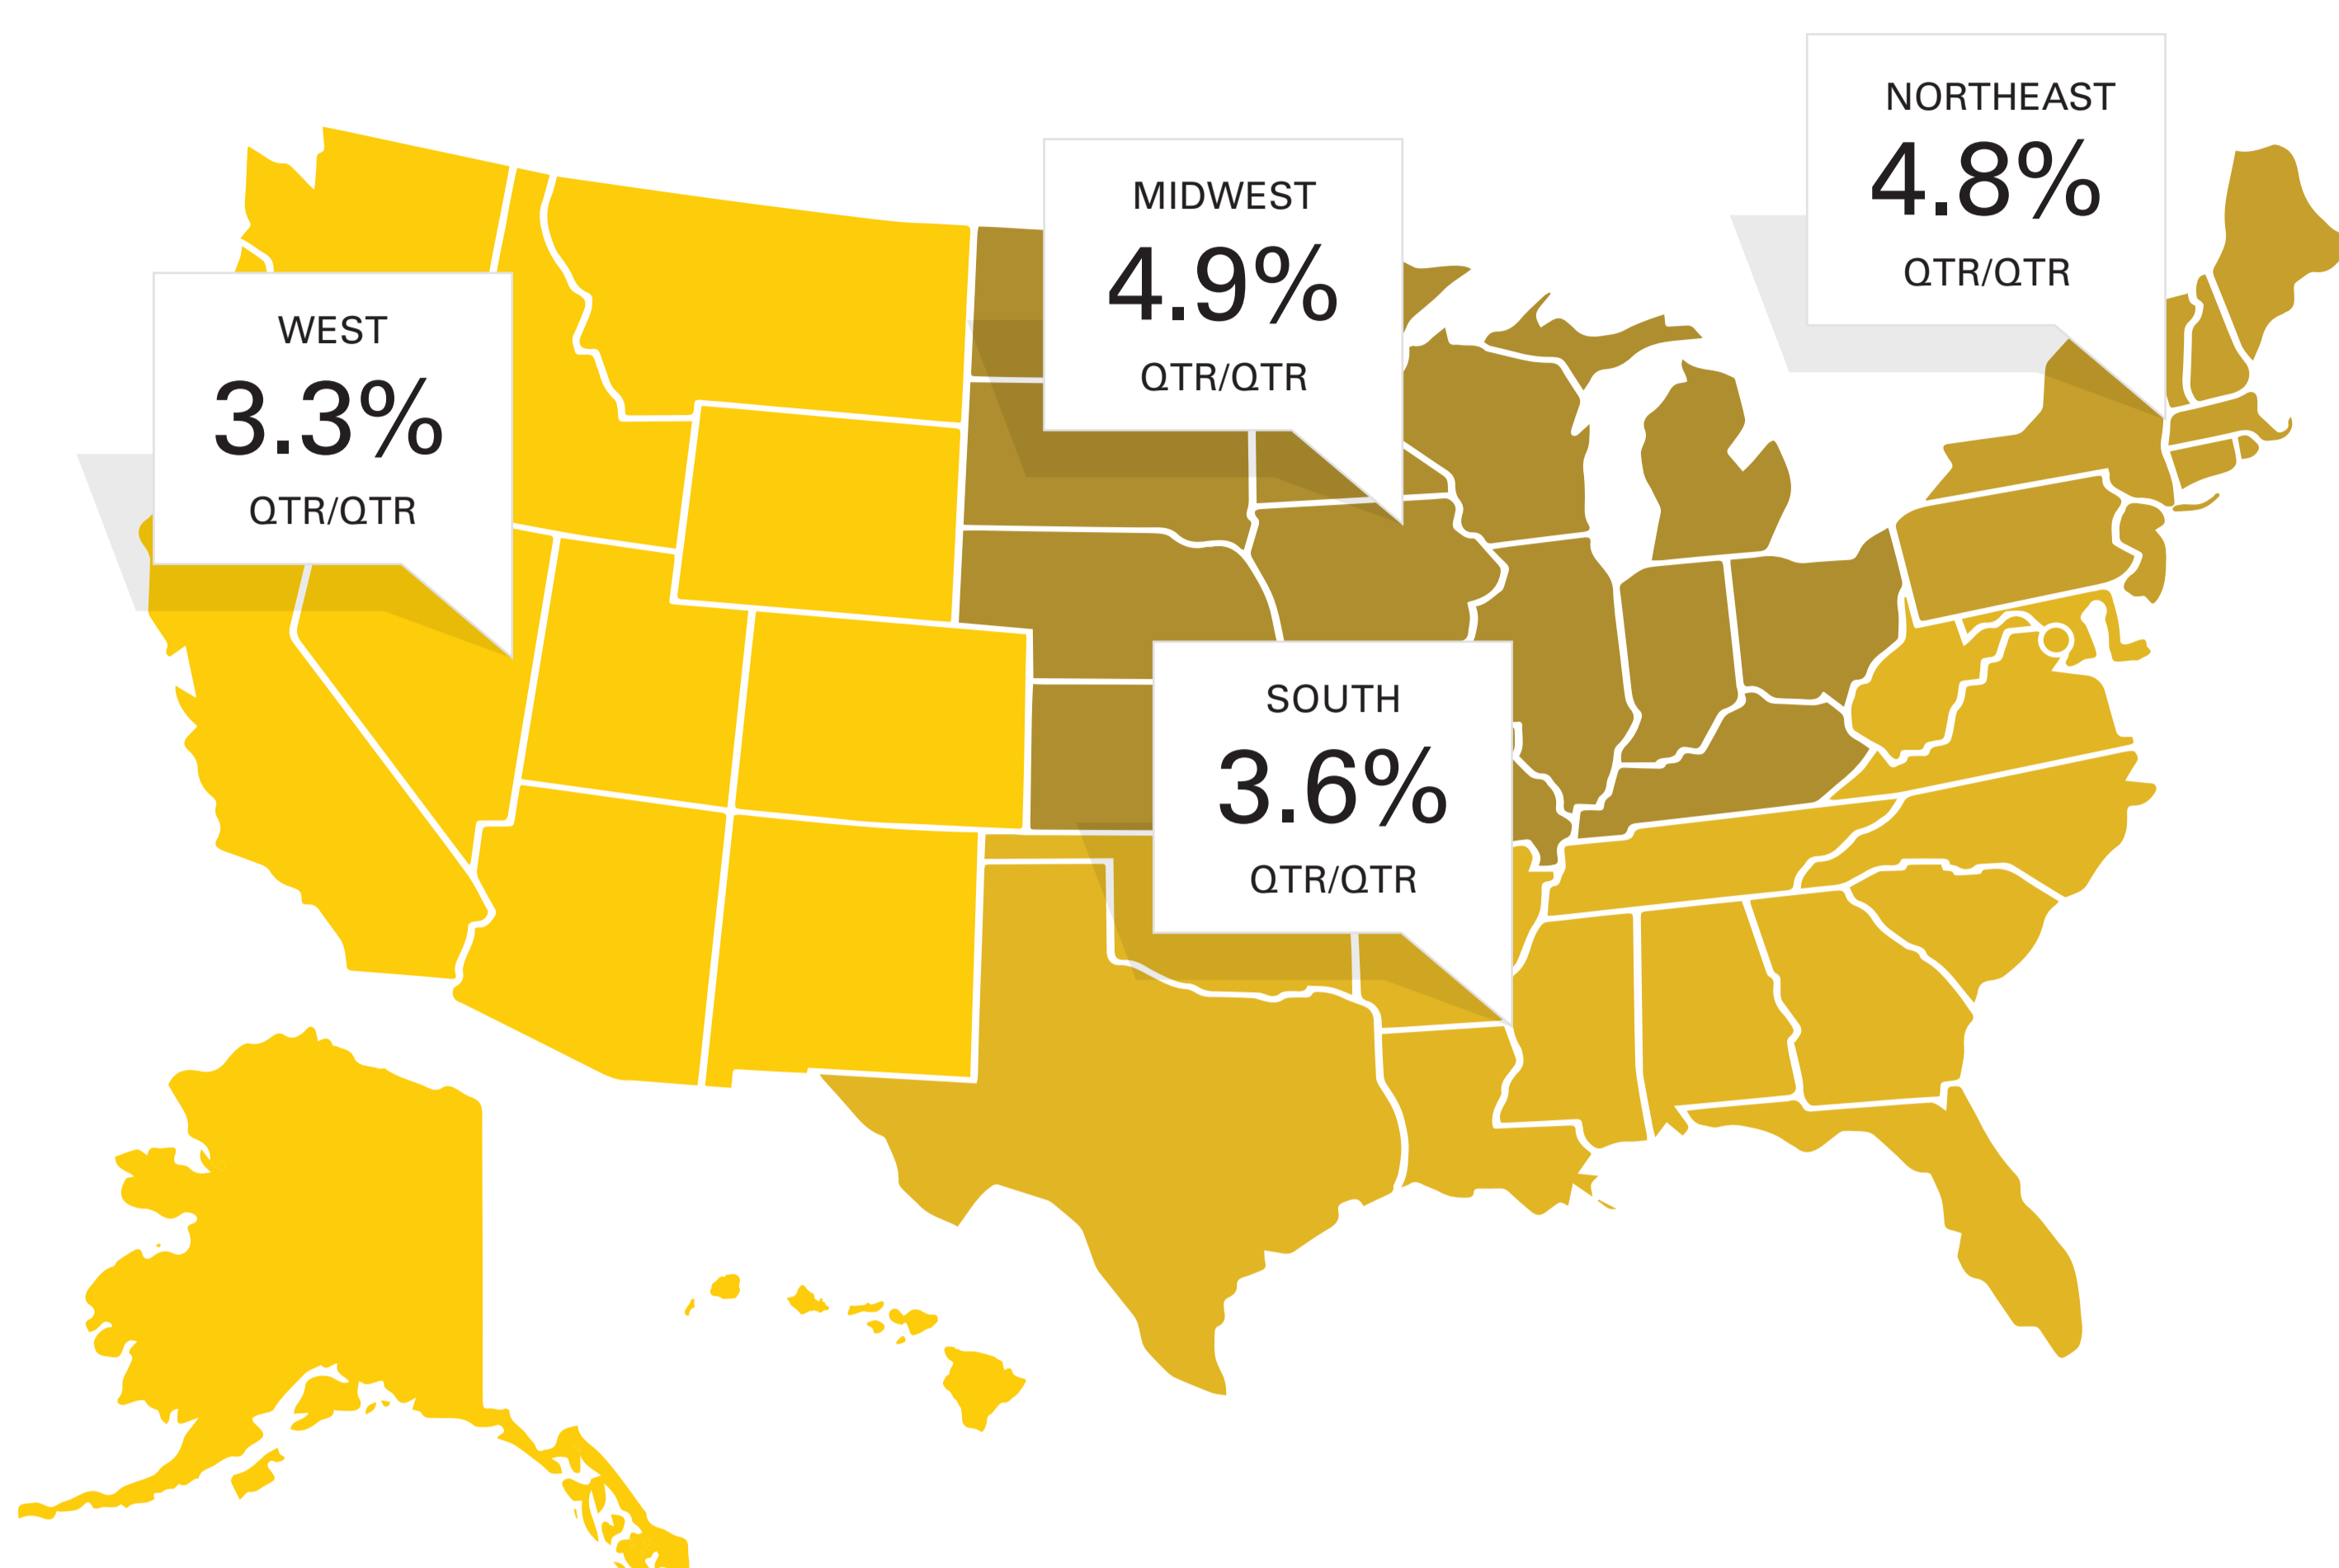 WEST
3.3%
QTR/QTR
MIDWEST
4.9%
QTR/QTR
NORTHEAST
4.8%
QTR/QTR
SOUTH
3.6%
QTR/QTR